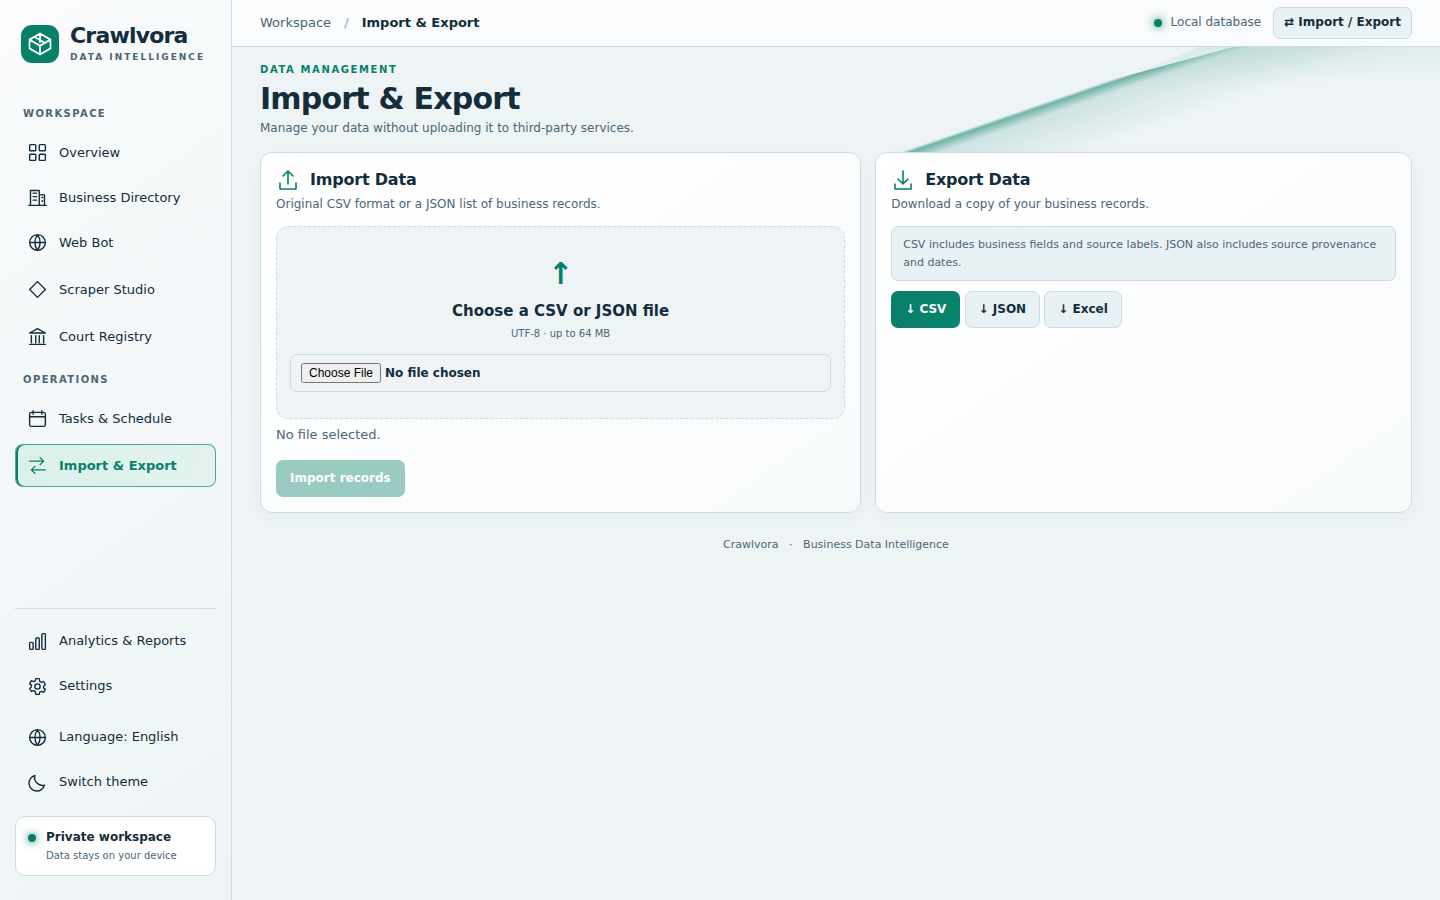 Crawlvora
DATA INTELLIGENCE
WORKSPACE
Overview
Business Directory
Web Bot
Scraper Studio
Court Registry
OPERATIONS
Tasks & Schedule
Import & Export
Analytics & Reports
Settings
Language: English
Switch theme
Private workspace
Data stays on your device
Workspace / Import & Export
Local database
⇄ Import / Export
DATA MANAGEMENT
Import & Export
Manage your data without uploading it to third-party services.
Import Data
Original CSV format or a JSON list of business records.
↑
Choose a CSV or JSON file
UTF-8 · up to 64 MB
Choose File No file chosen
No file selected.
Import records
Export Data
Download a copy of your business records.
CSV includes business fields and source labels. JSON also includes source provenance
and dates.
↓ CSV ↓ JSON ↓ Excel
Crawlvora · Business Data Intelligence